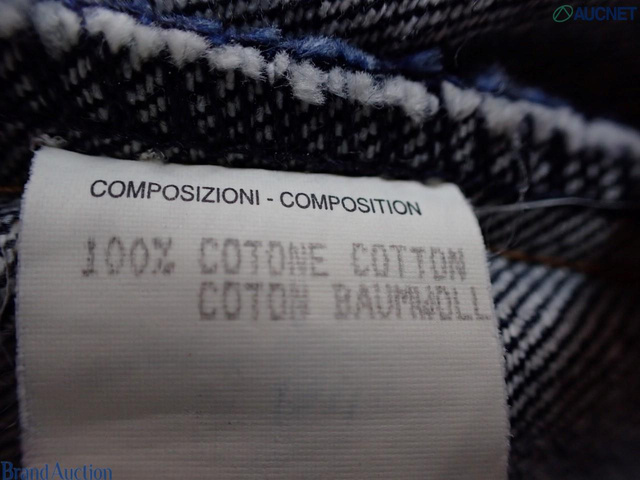 AUCNET
COMPOSIZIONI - COMPOSITION
100% COTONE COTTON
COTON BAUMWOLL
Brand Auction